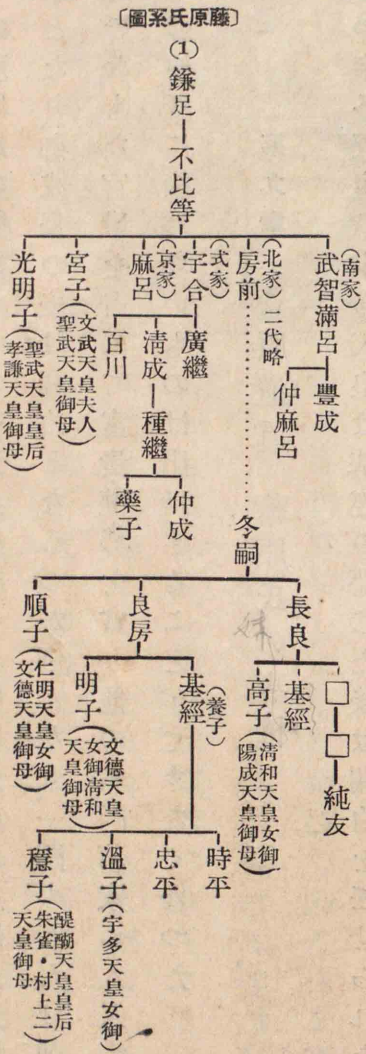 〔藤原氏系圖〕
(1)
鎌足
不比等
(南家)
武智滿呂
豐成
仲麻呂
(北家)
房前
二代略
冬嗣
(式家)
宇合
廣繼
淸成
種繼
仲成
藥子
百川
(京家)
麻呂
宮子(文武天皇夫人
聖武天皇御母)
光明子(聖武天皇皇后
孝謙天皇御母)
長良
□
□
純友
基經
高子(淸和天皇女御
陽成天皇御母)
妹
良房
(養子)
基經
時平
忠平
溫子(宇多天皇女御)
穩子(醍醐天皇皇后
朱雀・村上二
天皇御母)
明子(文德天皇
女御淸和
天皇御母)
順子(仁明天皇女御
文德天皇御母)